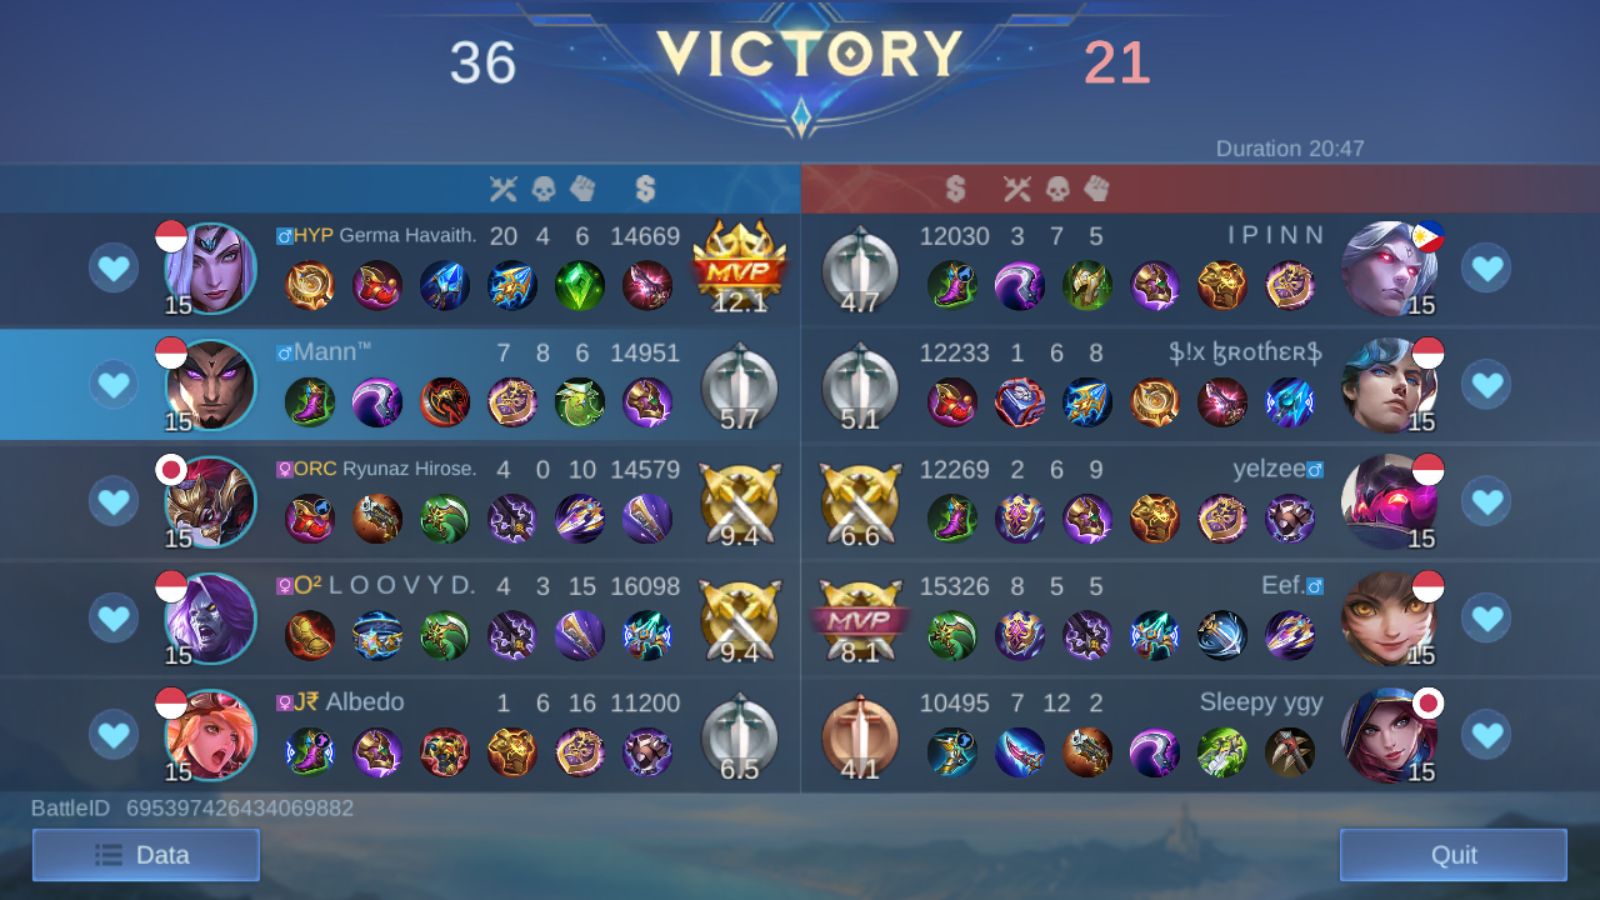 36 VICTORY 21
Duration 20:47
HYP Germa Havaith. 20 4 6 14669
MVP
15 12.1
12030 3 7 5 I P I N N
4.7 15
Mann™ 7 8 6 14951
15 5.7
12233 1 6 8
5.1 15
ORC Ryunaz Hirose. 4 0 10 14579
15 9.4
12269 2 6 9 yelzee
6.6 15
O² L O O V Y D. 4 3 15 16098
15 9.4
15326 8 5 5 Eef.
MVP
8.1 15
J₹ Albedo 1 6 16 11200
15 6.5
10495 7 12 2 Sleepy ygy
4.1 15
BattleID 695397426434069882
Data
Quit